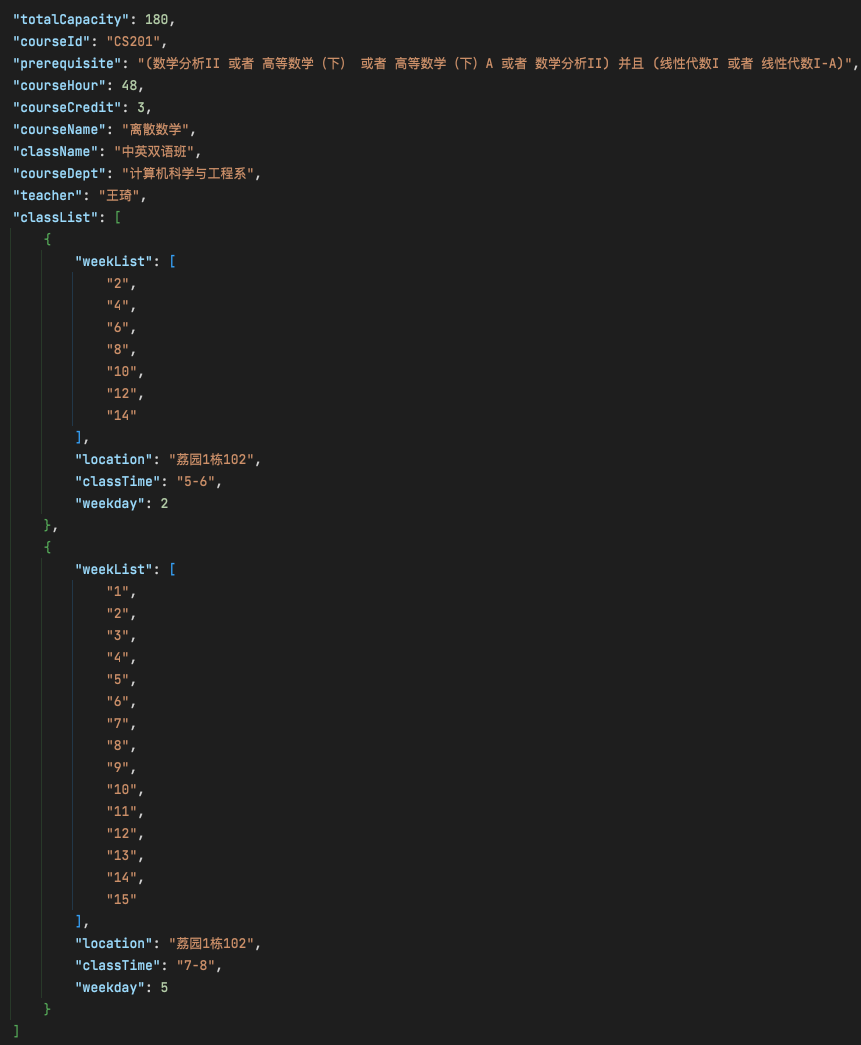 "totalCapacity": 180,
"courseId": "CS201",
"prerequisite": "(数学分析II 或者 高等数学（下） 或者 高等数学（下）A 或者 数学分析II) 并且 (线性代数I 或者 线性代数I-A)",
"courseHour": 48,
"courseCredit": 3,
"courseName": "离散数学",
"className": "中英双语班",
"courseDept": "计算机科学与工程系",
"teacher": "王琦",
"classList": [
{
"weekList": [
"2",
"4",
"6",
"8",
"10",
"12",
"14"
],
"location": "荔园1栋102",
"classTime": "5-6",
"weekday": 2
},
{
"weekList": [
"1",
"2",
"3",
"4",
"5",
"6",
"7",
"8",
"9",
"10",
"11",
"12",
"13",
"14",
"15"
],
"location": "荔园1栋102",
"classTime": "7-8",
"weekday": 5
}
]